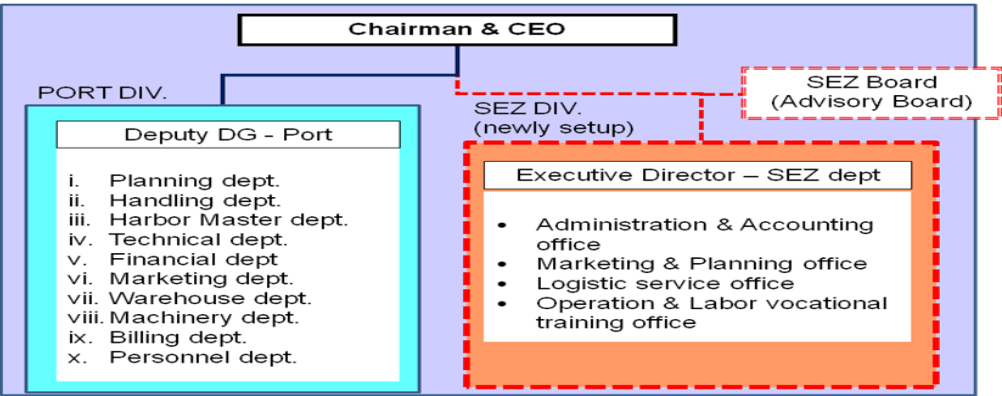 Chairman & CEO
PORT DIV.
Deputy DG - Port
i. Planning dept.
ii. Handling dept.
iii. Harbor Master dept.
iv. Technical dept.
v. Financial dept
vi. Marketing dept.
vii. Warehouse dept.
viii. Machinery dept.
ix. Billing dept.
x. Personnel dept.
SEZ Board
(Advisory Board)
SEZ DIV.
(newly setup)
Executive Director – SEZ dept
• Administration & Accounting
office
• Marketing & Planning office
• Logistic service office
• Operation & Labor vocational
training office